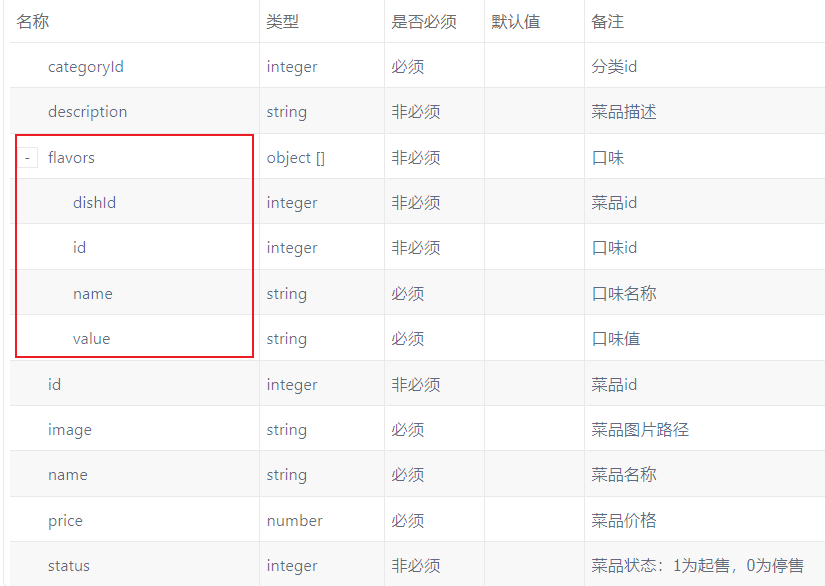 名称 类型 是否必须 默认值 备注
categoryId integer 必须 分类id
description string 非必须 菜品描述
- flavors object [] 非必须 口味
dishId integer 非必须 菜品id
id integer 非必须 口味id
name string 必须 口味名称
value string 必须 口味值
id integer 非必须 菜品id
image string 必须 菜品图片路径
name string 必须 菜品名称
price number 必须 菜品价格
status integer 非必须 菜品状态：1为起售，0为停售